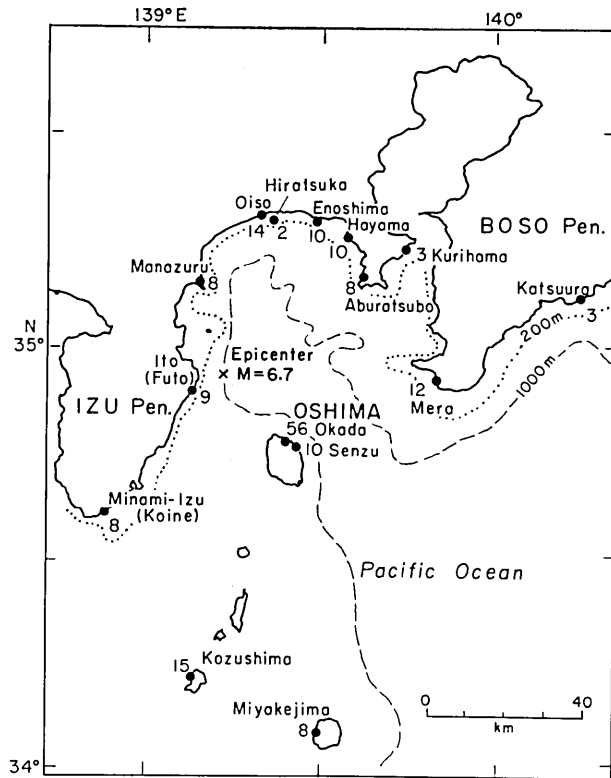 139°E
140°
Hiratsuka
Oiso
Enoshima
14
2
10
Hayama
BOSO Pen.
10
3 Kurihama
Manazuru
8
8
Aburatsubo
Katsuura
3
N
35°
200m
Epicenter
× M=6.7
1000m
Ito
(Futo)
9
IZU Pen.
12
Mera
OSHIMA
56 Okada
10 Senzu
Minami-Izu
(Koine)
8
Pacific Ocean
15 Kozushima
Miyakejima
8
0 40
km
34°